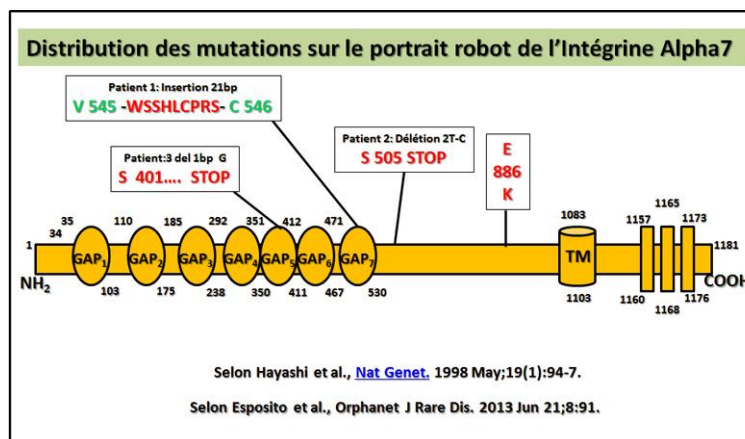 Distribution des mutations sur le portrait robot de l'Intégrine Alpha7
Patient 1: Insertion 21bp
V 545 -WSSHLCPRS- C 546
Patient:3 del 1bp G
S 401.... STOP
Patient 2: Délétion 2T-C
S 505 STOP
E
886
K
1 34 35 110 185 292 351 412 471 1083 1157 1165 1173 1181
GAP1 GAP2 GAP3 GAP4 GAP5 GAP6 GAP7 TM
NH2 COOH
103 175 238 350 411 467 530 1103 1160 1168 1176
Selon Hayashi et al., Nat Genet. 1998 May;19(1):94-7.
Selon Esposito et al., Orphanet J Rare Dis. 2013 Jun 21;8:91.